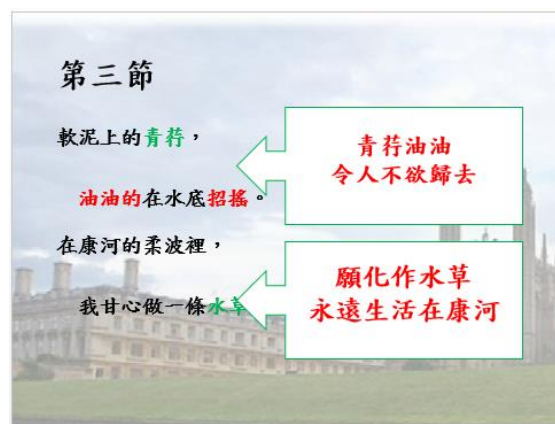 第三節
軟泥上的青荇，
油油的在水底招搖。
在康河的柔波裡，
我甘心做一條水草
青荇油油
令人不欲歸去
願化作水草
永遠生活在康河